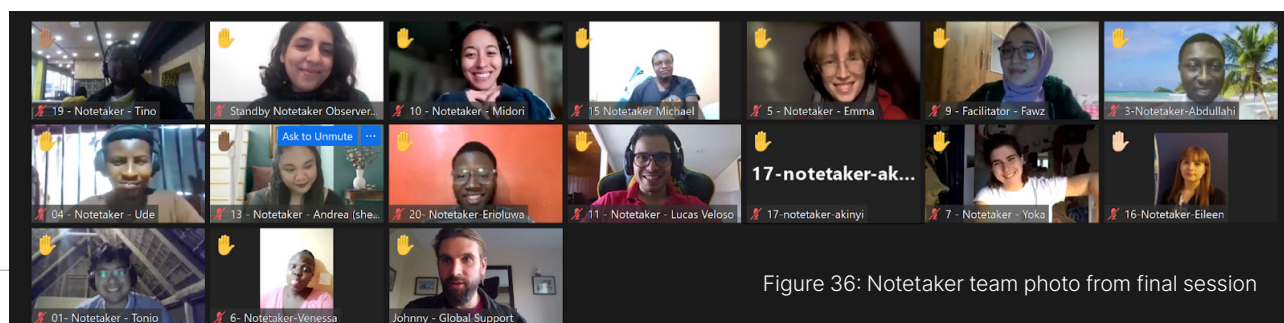 19 - Notetaker - Tino
Standby Notetaker Observer...
10 - Notetaker - Midori
15 Notetaker Michael
5 - Notetaker - Emma
9 - Facilitator - Fawz
3-Notetaker-Abdullahi
04 - Notetaker - Ude
Ask to Unmute ...
13 - Notetaker - Andrea (she...
20- Notetaker-Erioluwa
11 - Notetaker - Lucas Veloso
17-notetaker-ak...
17-notetaker-akinyi
7 - Notetaker - Yoka
16-Notetaker-Eileen
01- Notetaker - Tonio
6- Notetaker-Venessa
Johnny - Global Support
Figure 36: Notetaker team photo from final session